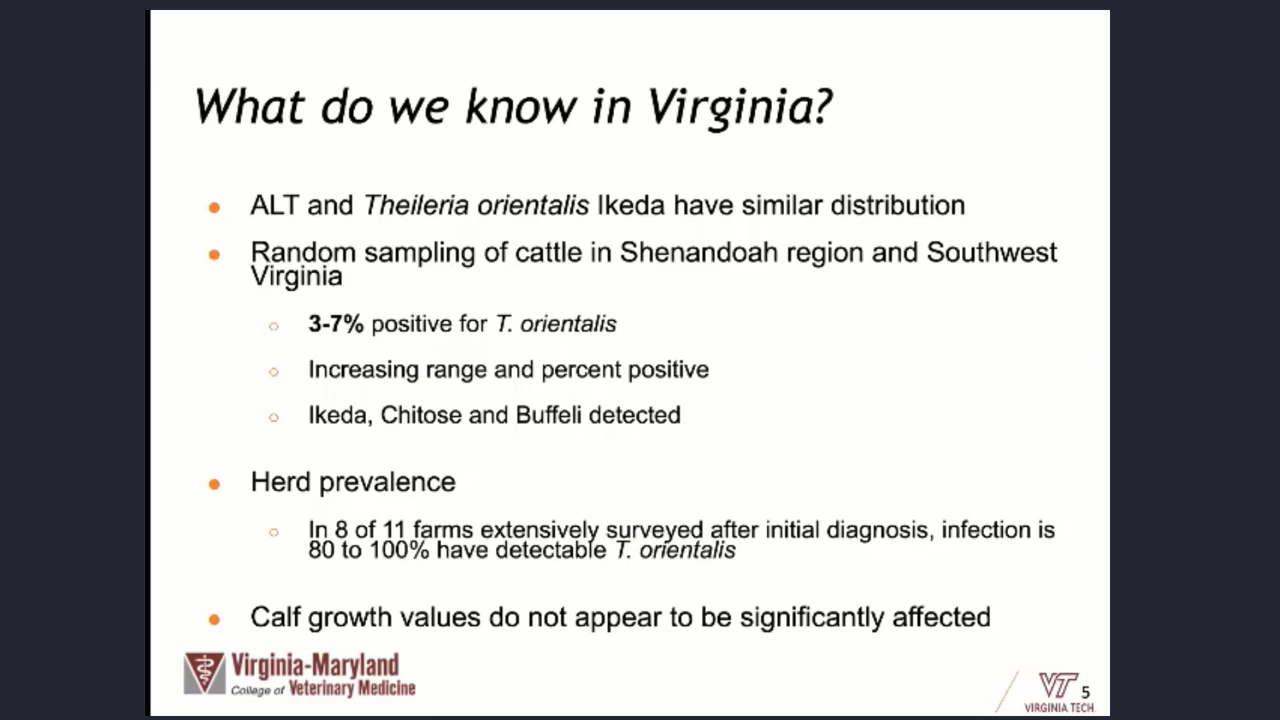 What do we know in Virginia?
ALT and Theileria orientalis Ikeda have similar distribution
Random sampling of cattle in Shenandoah region and Southwest
Virginia
3-7% positive for T. orientalis
Increasing range and percent positive
Ikeda, Chitose and Buffeli detected
Herd prevalence
In 8 of 11 farms extensively surveyed after initial diagnosis, infection is
80 to 100% have detectable T. orientalis
Calf growth values do not appear to be significantly affected
Virginia-Maryland
College of Veterinary Medicine
VT 5
VIRGINIA TECH.